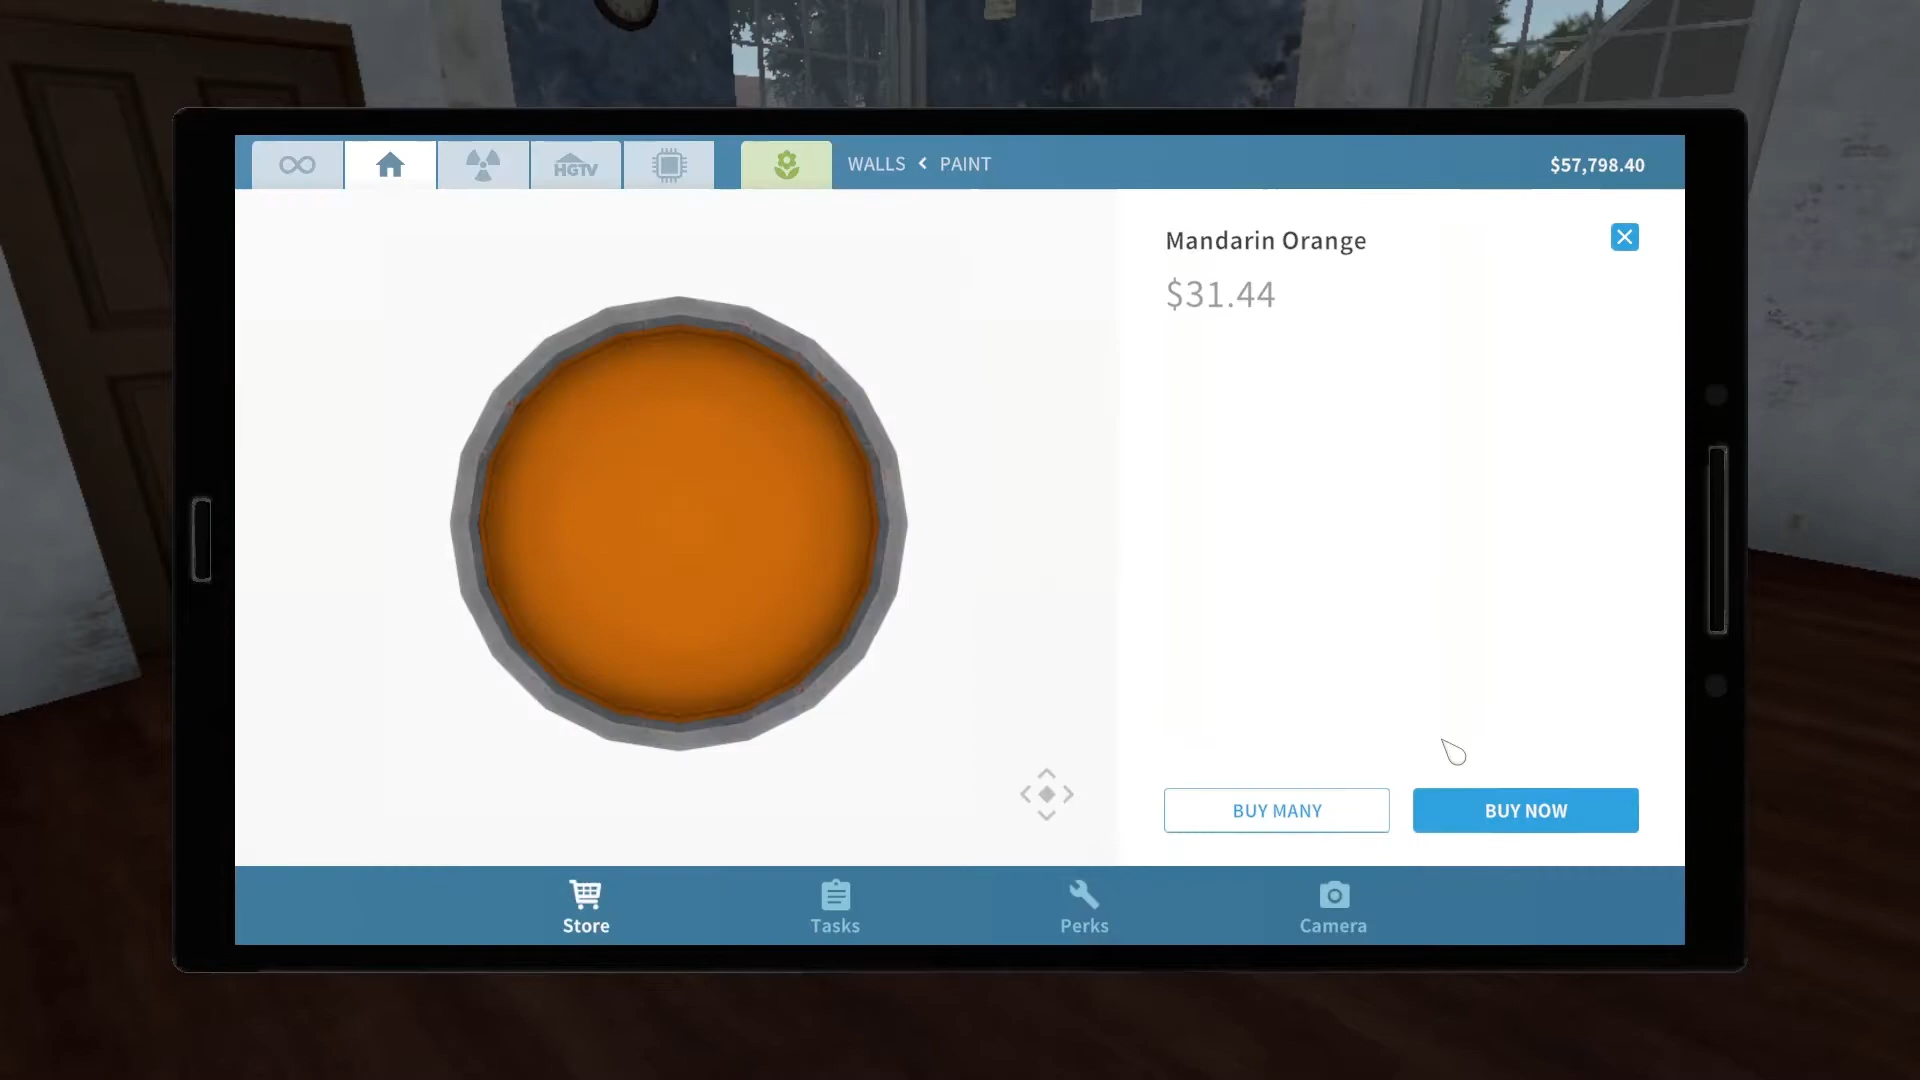 HGTV
WALLS < PAINT
$57,798.40
Mandarin Orange
$31.44
BUY MANY
BUY NOW
Store
Tasks
Perks
Camera